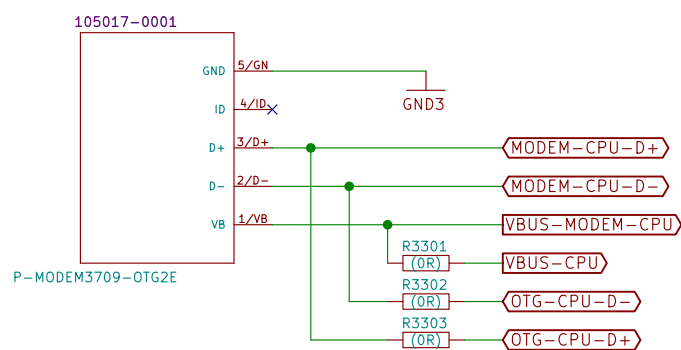 105017-0001
GND 5/GN
GND3
ID 4/ID
D+ 3/D+ MODEM-CPU-D+
D- 2/D- MODEM-CPU-D-
VB 1/VB VBUS-MODEM-CPU
R3301
(0R) VBUS-CPU
P-MODEM3709-OTG2E
R3302
(0R) OTG-CPU-D-
R3303
(0R) OTG-CPU-D+